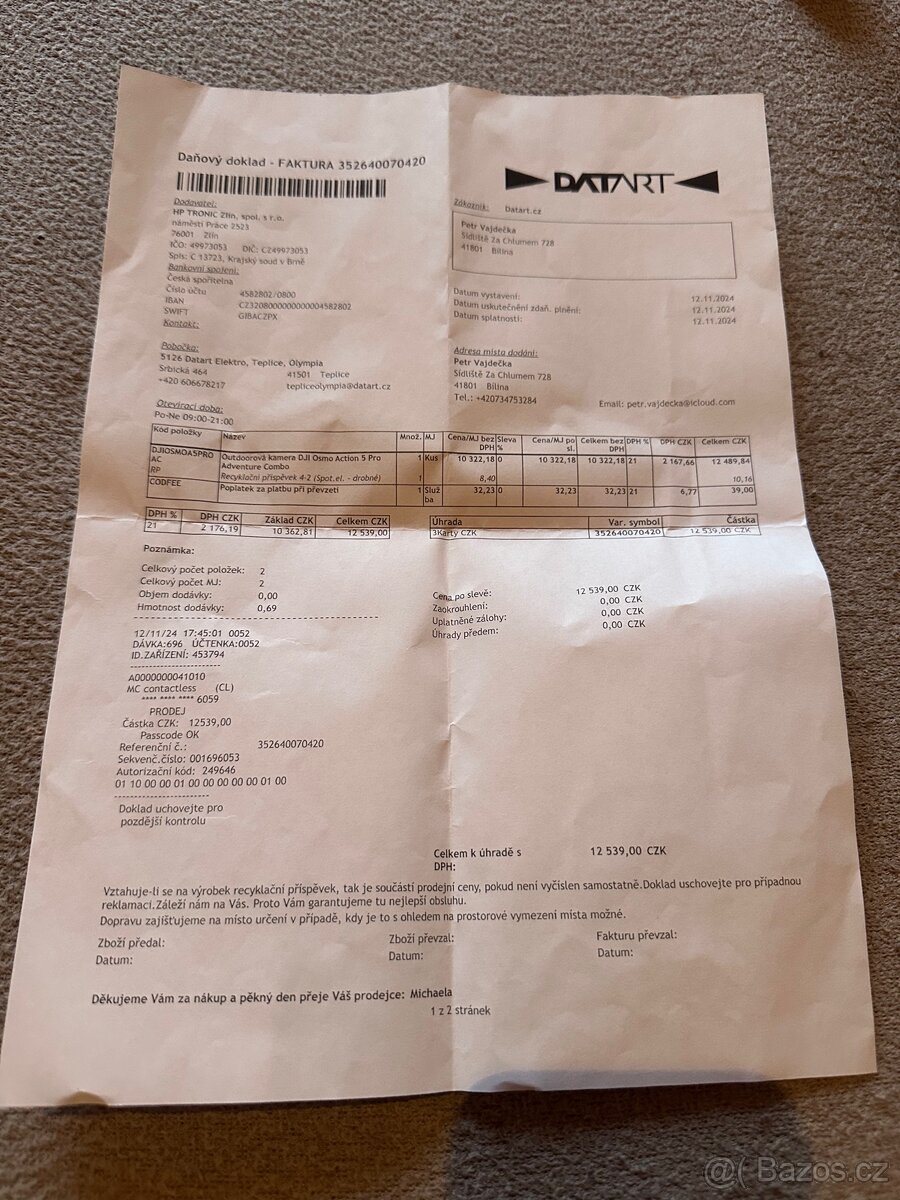 Daňový doklad - FAKTURA 352640070420
DATART
Dodavatel:
HP TRONIC Zlín, spol. s r.o.
náměstí Práce 2523
76001 Zlín
IČO: 49973053 DIČ: CZ49973053
Spis: C 13723, Krajský soud v Brně
Bankovní spojení:
Česká spořitelna
Číslo účtu 4582802/0800
IBAN CZ3208000000000004582802
SWIFT GIBACZPX
Kontakt:
Zákazník: Datart.cz
Petr Vajdečka
Sídliště Za Chlumem 728
41801 Bílina
Datum vystavení: 12.11.2024
Datum uskutečnění zdaň. plnění: 12.11.2024
Datum splatnosti: 12.11.2024
Pobočka:
5126 Datart Elektro, Teplice, Olympia
Srbická 464 41501 Teplice
+420 606678217 tepliceolympia@datart.cz
Otevírací doba:
Po-Ne 09:00-21:00
Adresa místa dodání:
Petr Vajdečka
Sídliště Za Chlumem 728
41801 Bílina
Tel.: +420734753284 Email: petr.vajdecka@icloud.com
Kód položky Název Množ. MJ Cena/MJ bez DPH Sleva % Cena/MJ po sl. Celkem bez DPH DPH % DPH CZK Celkem CZK
DJIOSMOA5PRO Outdoorová kamera DJI Osmo Action 5 Pro 1 Kus 10 322,18 0 10 322,18 10 322,18 21 2 167,66 12 489,84
AC Adventure Combo
RP Recyklační příspěvek 4-2 (Spot.el. - drobné) 1 8,40 10,16
CODFEE Poplatek za platbu při převzetí 1 Služba 32,23 0 32,23 32,23 21 6,77 39,00
DPH % DPH CZK Základ CZK Celkem CZK
21 2 176,19 10 362,81 12 539,00
Úhrada Var. symbol Částka
3Karty CZK 352640070420 12 539,00 CZK
Poznámka:
Celkový počet položek: 2
Celkový počet MJ: 2
Objem dodávky: 0,00
Hmotnost dodávky: 0,69
Cena po slevě: 12 539,00 CZK
Zaokrouhlení: 0,00 CZK
Uplatněné zálohy: 0,00 CZK
Úhrady předem: 0,00 CZK
12/11/24 17:45:01 0052
DÁVKA:696 ÚČTENKA:0052
ID.ZAŘÍZENÍ: 453794
A0000000041010
MC contactless (CL)
**** **** **** 6059
PRODEJ
Částka CZK: 12539,00
Passcode OK
Referenční č.: 352640070420
Sekvenč.číslo: 001696053
Autorizační kód: 249646
01 10 00 00 01 00 00 00 00 00 01 00
Doklad uchovejte pro
pozdější kontrolu
Celkem k úhradě s DPH: 12 539,00 CZK
Vztahuje-li se na výrobek recyklační příspěvek, tak je součástí prodejní ceny, pokud není vyčíslen samostatně.Doklad uschovejte pro případnou
reklamaci.Záleží nám na Vás. Proto Vám garantujeme tu nejlepší obsluhu.
Dopravu zajišťujeme na místo určení v případě, kdy je to s ohledem na prostorové vymezení místa možné.
Zboží předal: Zboží převzal: Fakturu převzal:
Datum: Datum: Datum:
Děkujeme Vám za nákup a pěkný den přeje Váš prodejce: Michaela
1 z 2 stránek
@( Bazos.cz